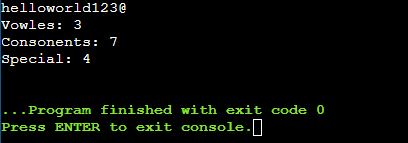 helloworld123@
Vowles: 3
Consonents: 7
Special: 4
...Program finished with exit code 0
Press ENTER to exit console.